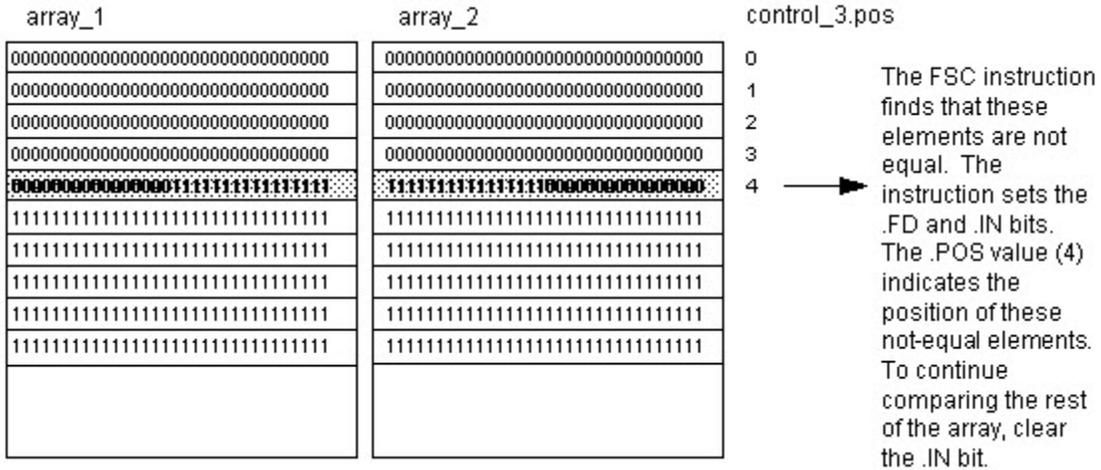 array_1 array_2 control_3.pos
00000000000000000000000000000000 00000000000000000000000000000000 0
00000000000000000000000000000000 00000000000000000000000000000000 1
00000000000000000000000000000000 00000000000000000000000000000000 2
00000000000000000000000000000000 00000000000000000000000000000000 3
00000000000000001111111111111111 11111111111111110000000000000000 4
11111111111111111111111111111111 11111111111111111111111111111111
11111111111111111111111111111111 11111111111111111111111111111111
11111111111111111111111111111111 11111111111111111111111111111111
11111111111111111111111111111111 11111111111111111111111111111111
11111111111111111111111111111111 11111111111111111111111111111111
The FSC instruction
finds that these
elements are not
equal. The
instruction sets the
.FD and .IN bits.
The .POS value (4)
indicates the
position of these
not-equal elements.
To continue
comparing the rest
of the array, clear
the .IN bit.